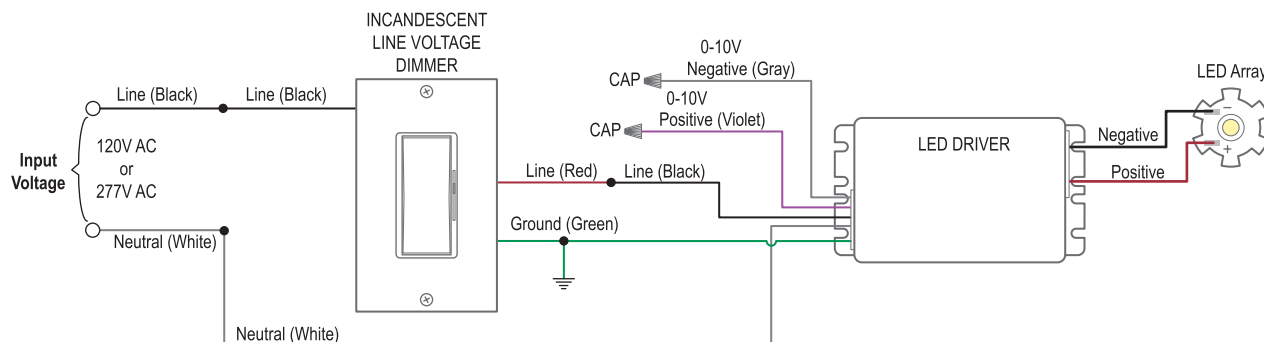 INCANDESCENT
LINE VOLTAGE
DIMMER
0-10V
Negative (Gray)
CAP
0-10V
Positive (Violet)
CAP
LED Array
Line (Black)
Line (Black)
120V AC
or
277V AC
Input
Voltage
LED DRIVER
Negative
−
+
Positive
Line (Red)
Line (Black)
Ground (Green)
Neutral (White)
Neutral (White)